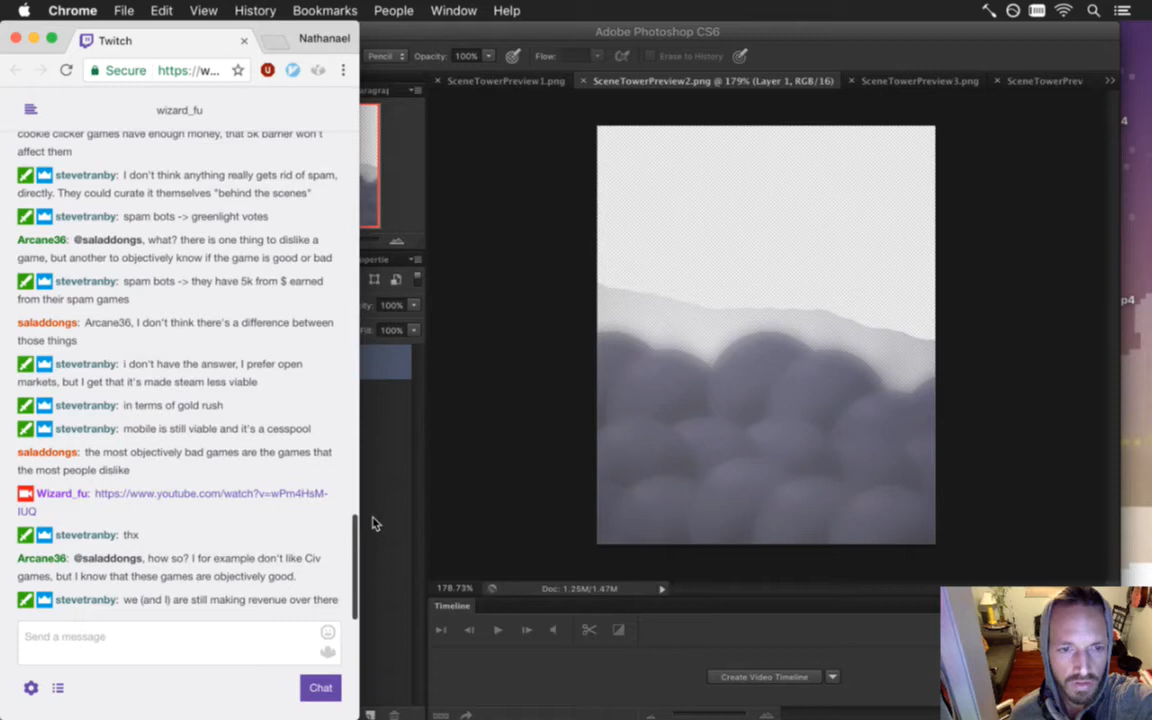 Chrome File Edit View History Bookmarks People Window Help
Twitch
Nathanael
Secure https://w...
wizard_fu
cookie clicker games have enough money, that 5k barrier won't
affect them
stevetranby: I don't think anything really gets rid of spam,
directly. They could curate it themselves "behind the scenes"
stevetranby: spam bots -> greenlight votes
Arcane36: @saladdongs, what? there is one thing to dislike a
game, but another to objectively know if the game is good or bad
stevetranby: spam bots -> they have 5k from $ earned
from their spam games
saladdongs: Arcane36, I don't think there's a difference between
those things
stevetranby: i don't have the answer, I prefer open
markets, but I get that it's made steam less viable
stevetranby: in terms of gold rush
stevetranby: mobile is still viable and it's a cesspool
saladdongs: the most objectively bad games are the games that
the most people dislike
Wizard_fu: https://www.youtube.com/watch?v=wPm4HsM-
IUQ
stevetranby: thx
Arcane36: @saladdongs, how so? I for example don't like Civ
games, but I know that these games are objectively good.
stevetranby: we (and I) are still making revenue over there
Send a message
Chat
Adobe Photoshop CS6
Pencil Opacity: 100% Flow: Erase to History
SceneTowerPreview1.png SceneTowerPreview2.png @ 179% (Layer 1, RGB/16) SceneTowerPreview3.png SceneTowerPrev
aragraj
opertie
ity: 100%
Fill: 100%
178.73% Doc: 1.25M/1.47M
Timeline
Create Video Timeline
4
p4